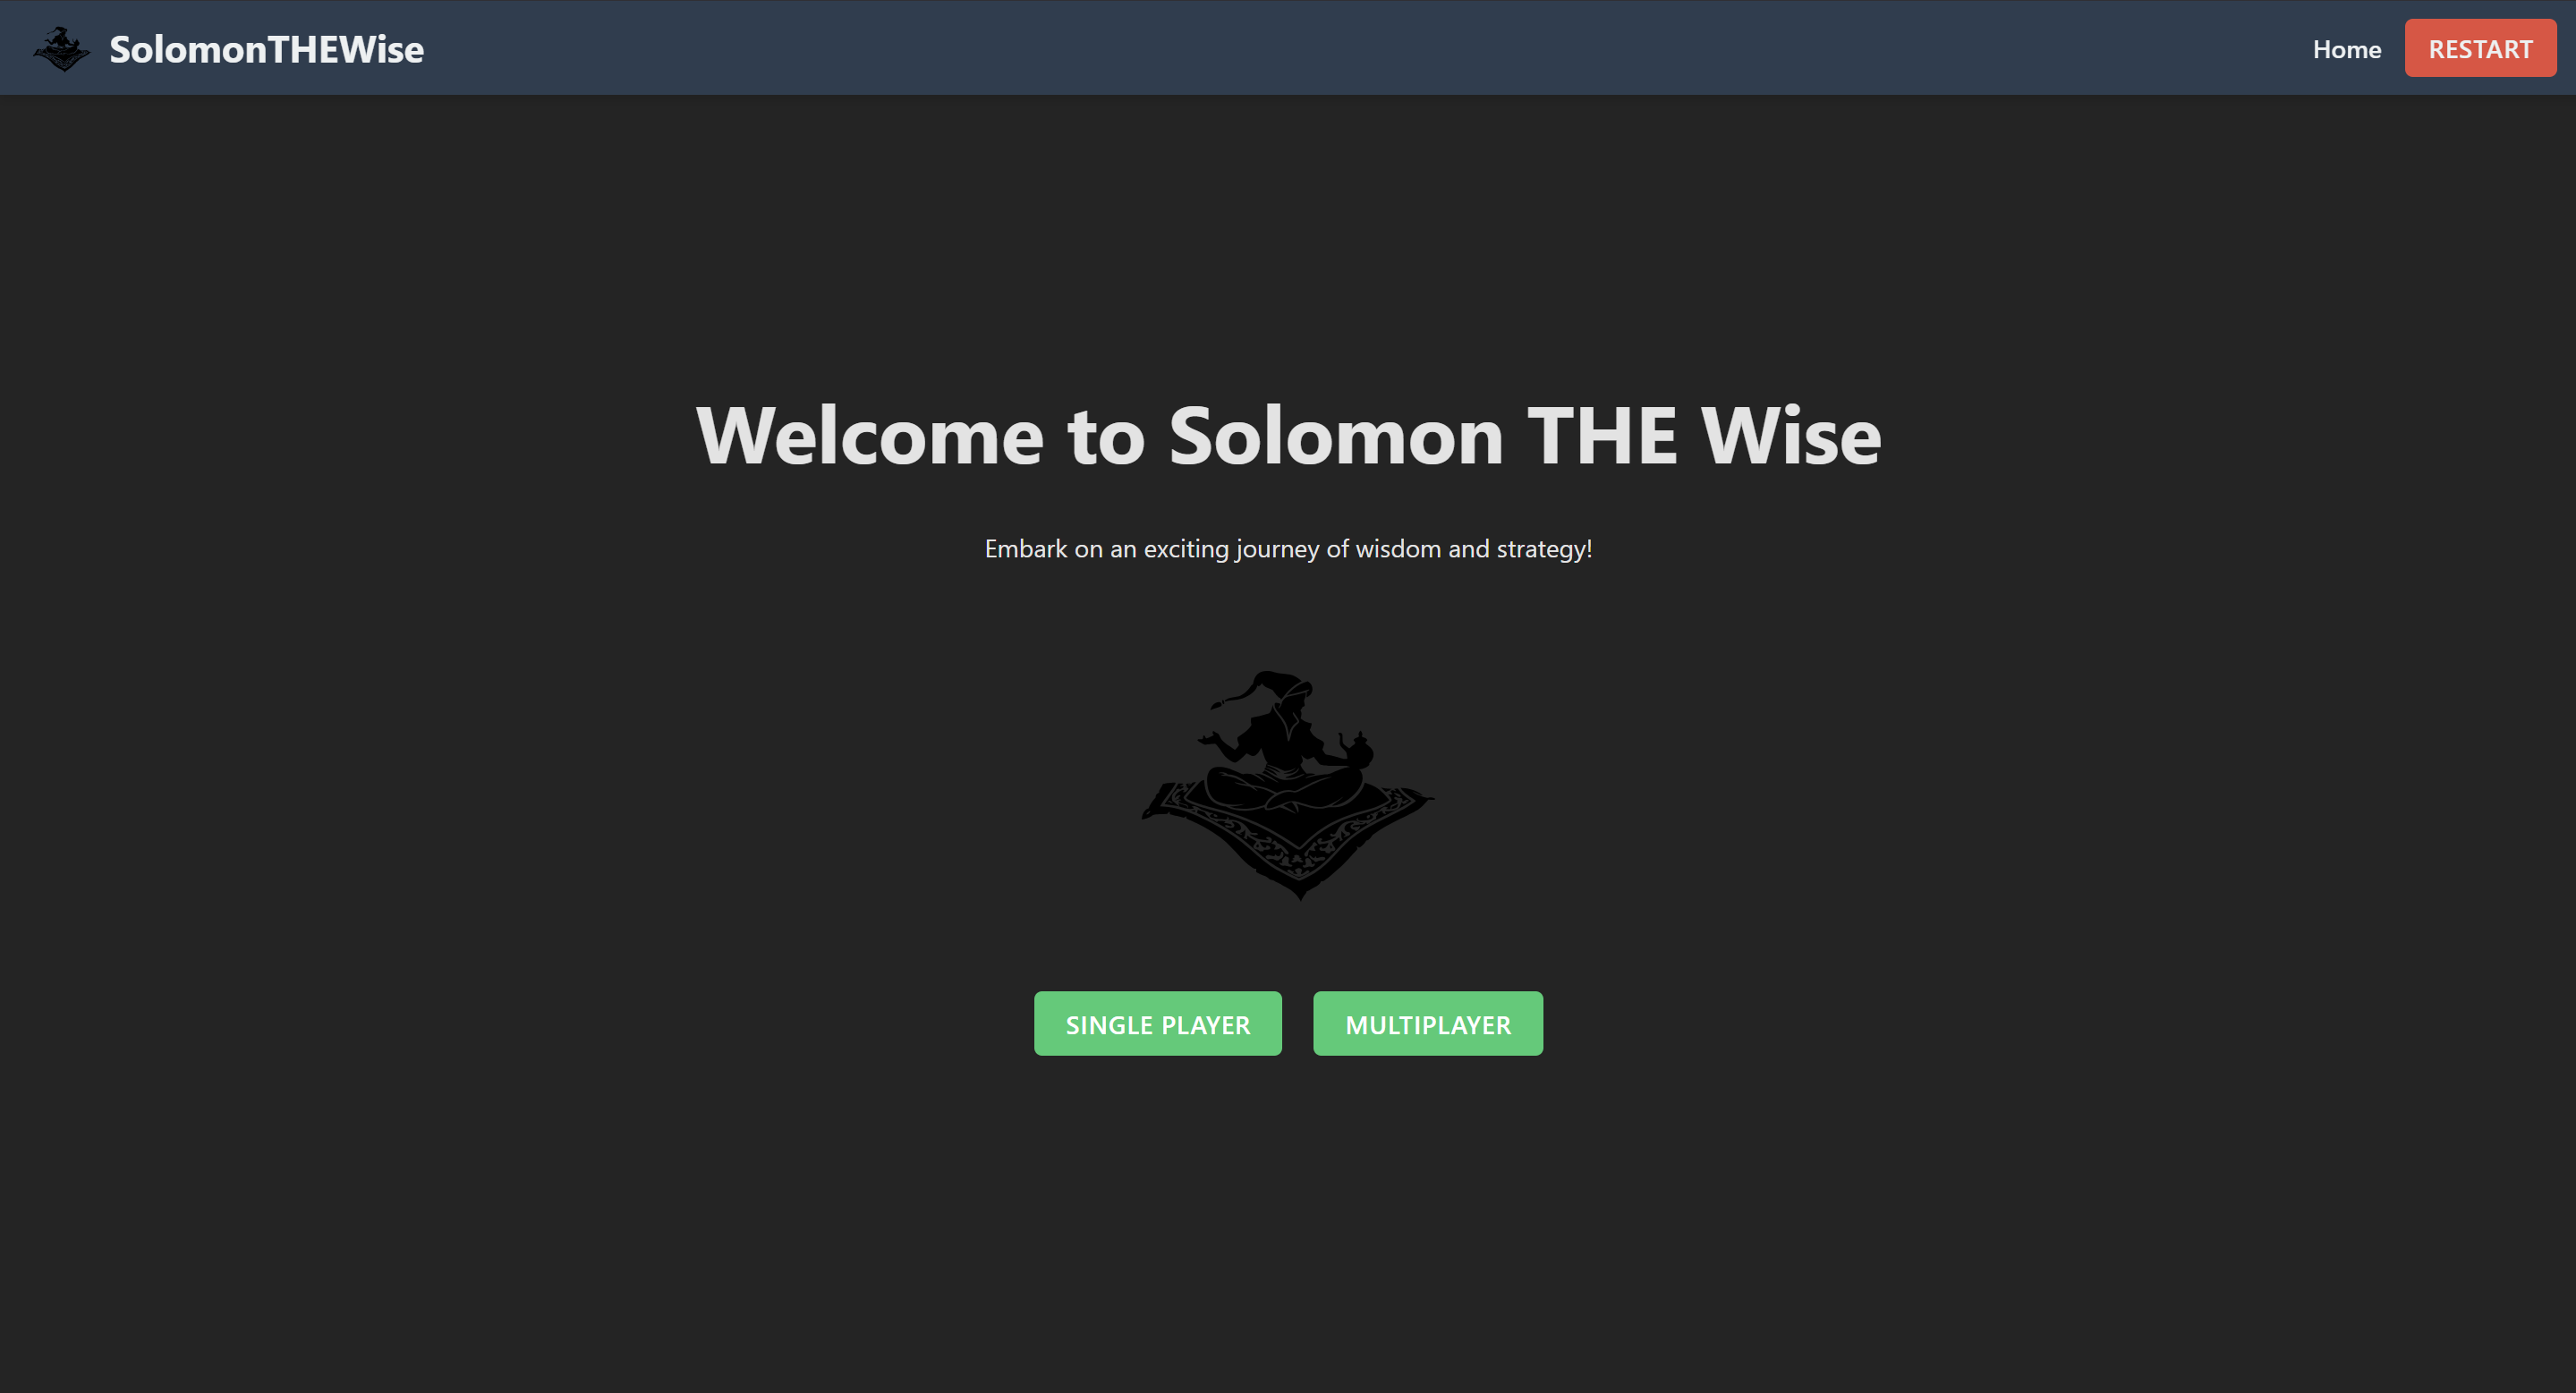 SolomonTHEWise
Home
RESTART
Welcome to Solomon THE Wise
Embark on an exciting journey of wisdom and strategy!
SINGLE PLAYER
MULTIPLAYER